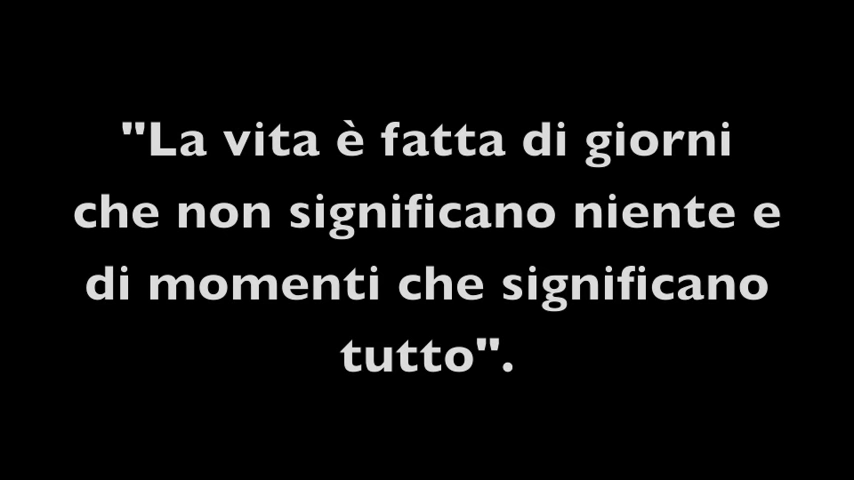 "La vita è fatta di giorni
che non significano niente e
di momenti che significano
tutto".